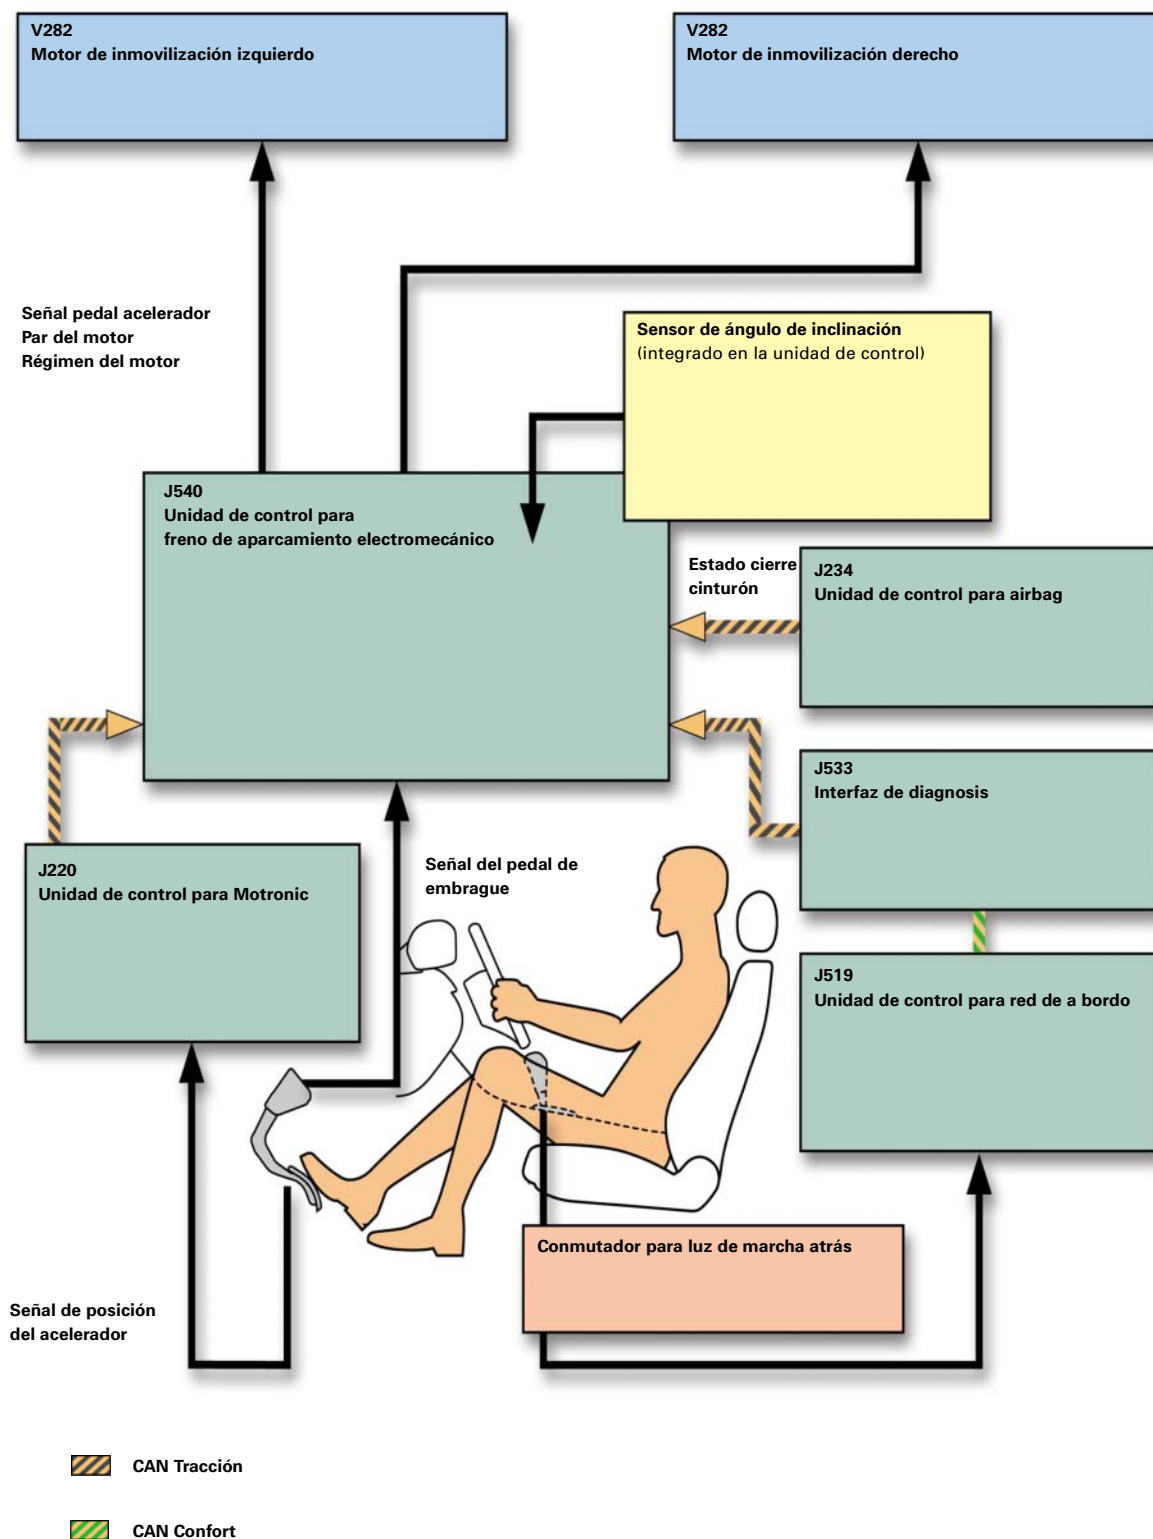 V282
Motor de inmovilización izquierdo
V282
Motor de inmovilización derecho
Señal pedal acelerador
Par del motor
Régimen del motor
Sensor de ángulo de inclinación
(integrado en la unidad de control)
J540
Unidad de control para
freno de aparcamiento electromecánico
Estado cierre
cinturón
J234
Unidad de control para airbag
J533
Interfaz de diagnosis
J220
Unidad de control para Motronic
Señal del pedal de
embrague
J519
Unidad de control para red de a bordo
Conmutador para luz de marcha atrás
Señal de posición
del acelerador
CAN Tracción
CAN Confort